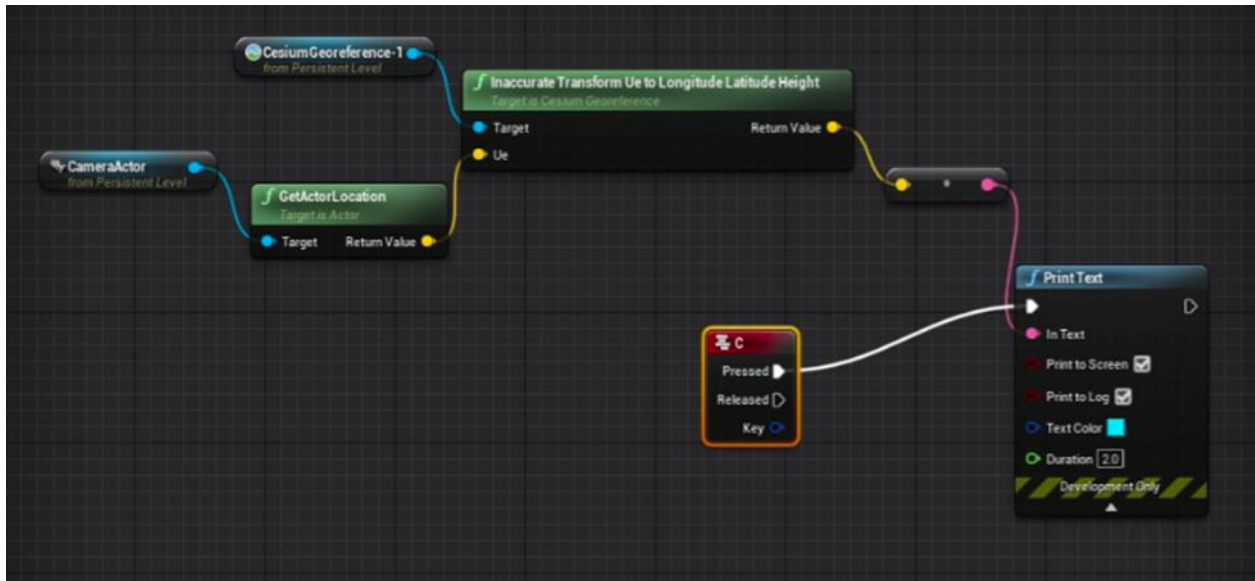 CesiumGeoreference-1
from Persistent Level
Inaccurate Transform Ue to Longitude Latitude Height
Target is Cesium Georeference
Target
Return Value
Ue
CameraActor
from Persistent Level
GetActorLocation
Target is Actor
Target
Return Value
Print Text
In Text
Print to Screen
Print to Log
Text Color
Duration 2.0
Development Only
C
Pressed
Released
Key